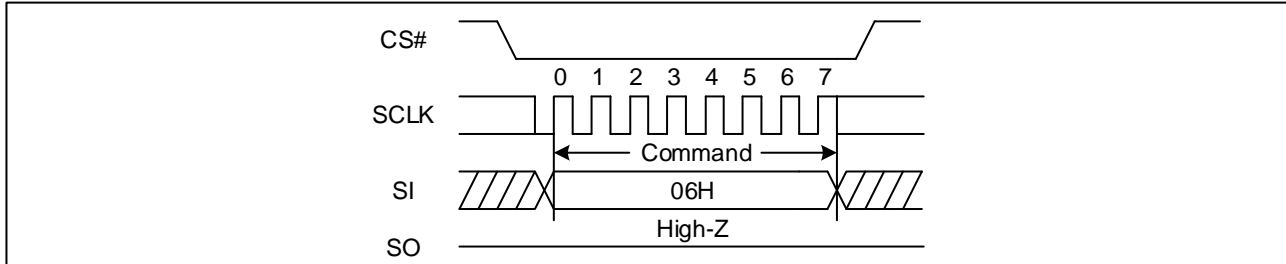 CS#
0 1 2 3 4 5 6 7
SCLK
Command
SI
06H
High-Z
SO